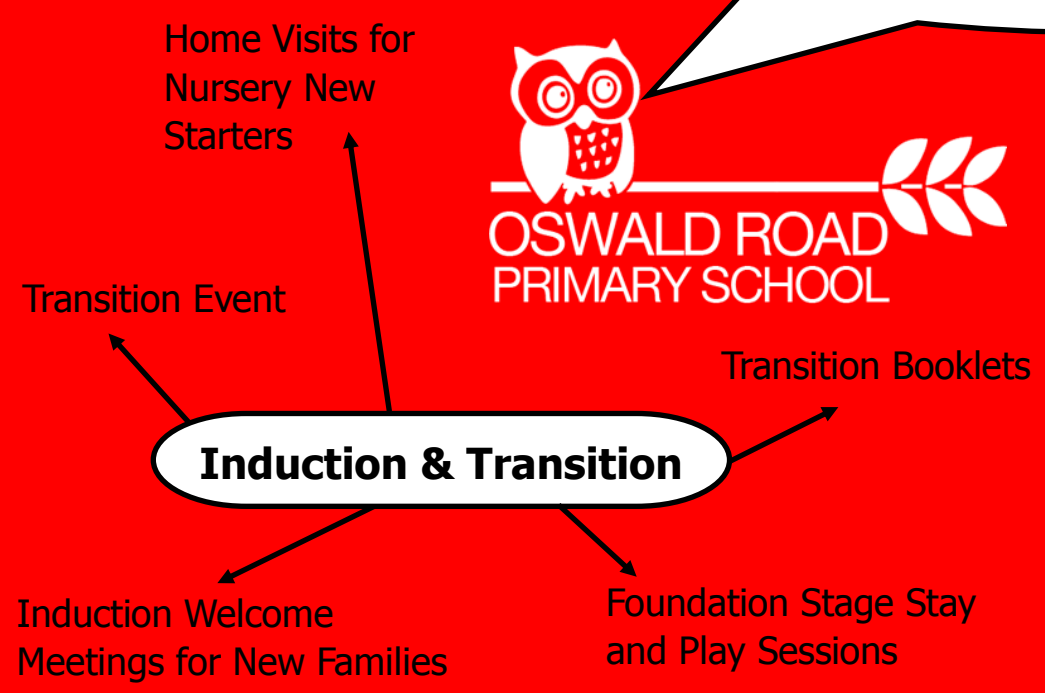 Home Visits for
Nursery New
Starters
OSWALD ROAD
PRIMARY SCHOOL
Transition Event
Transition Booklets
Induction & Transition
Induction Welcome
Meetings for New Families
Foundation Stage Stay
and Play Sessions